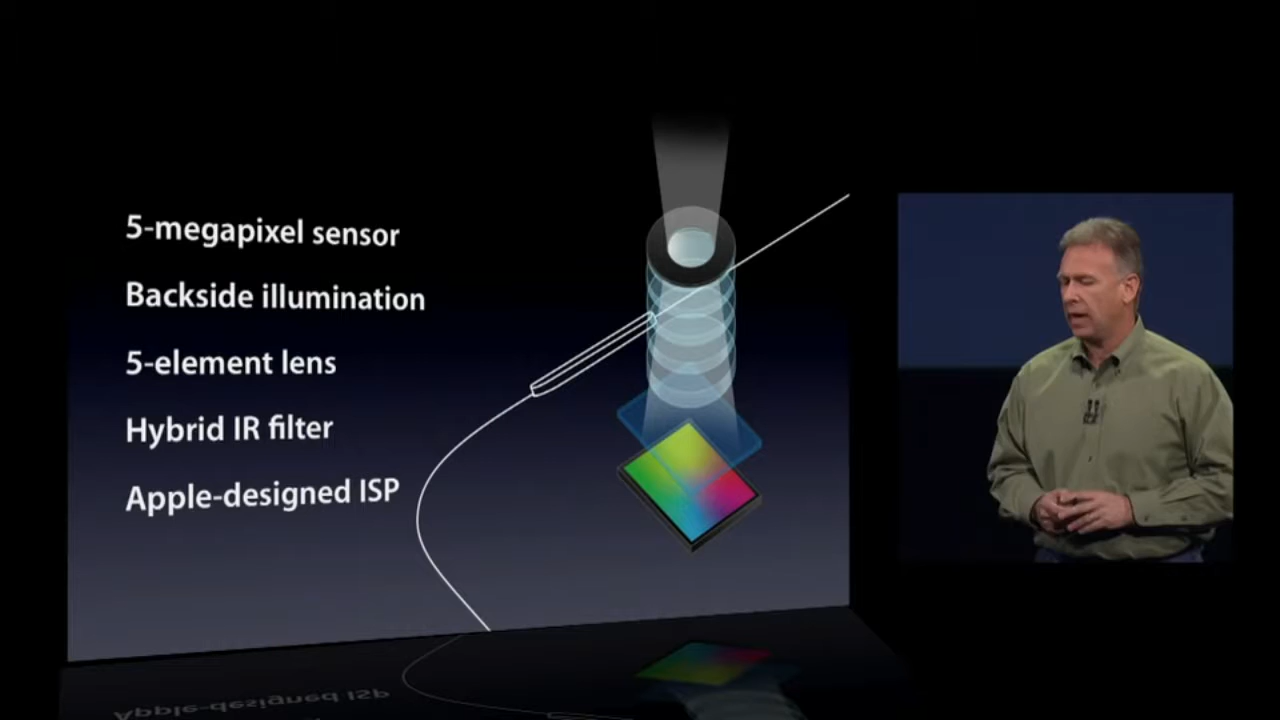 5-megapixel sensor
Backside illumination
5-element lens
Hybrid IR filter
Apple-designed ISP